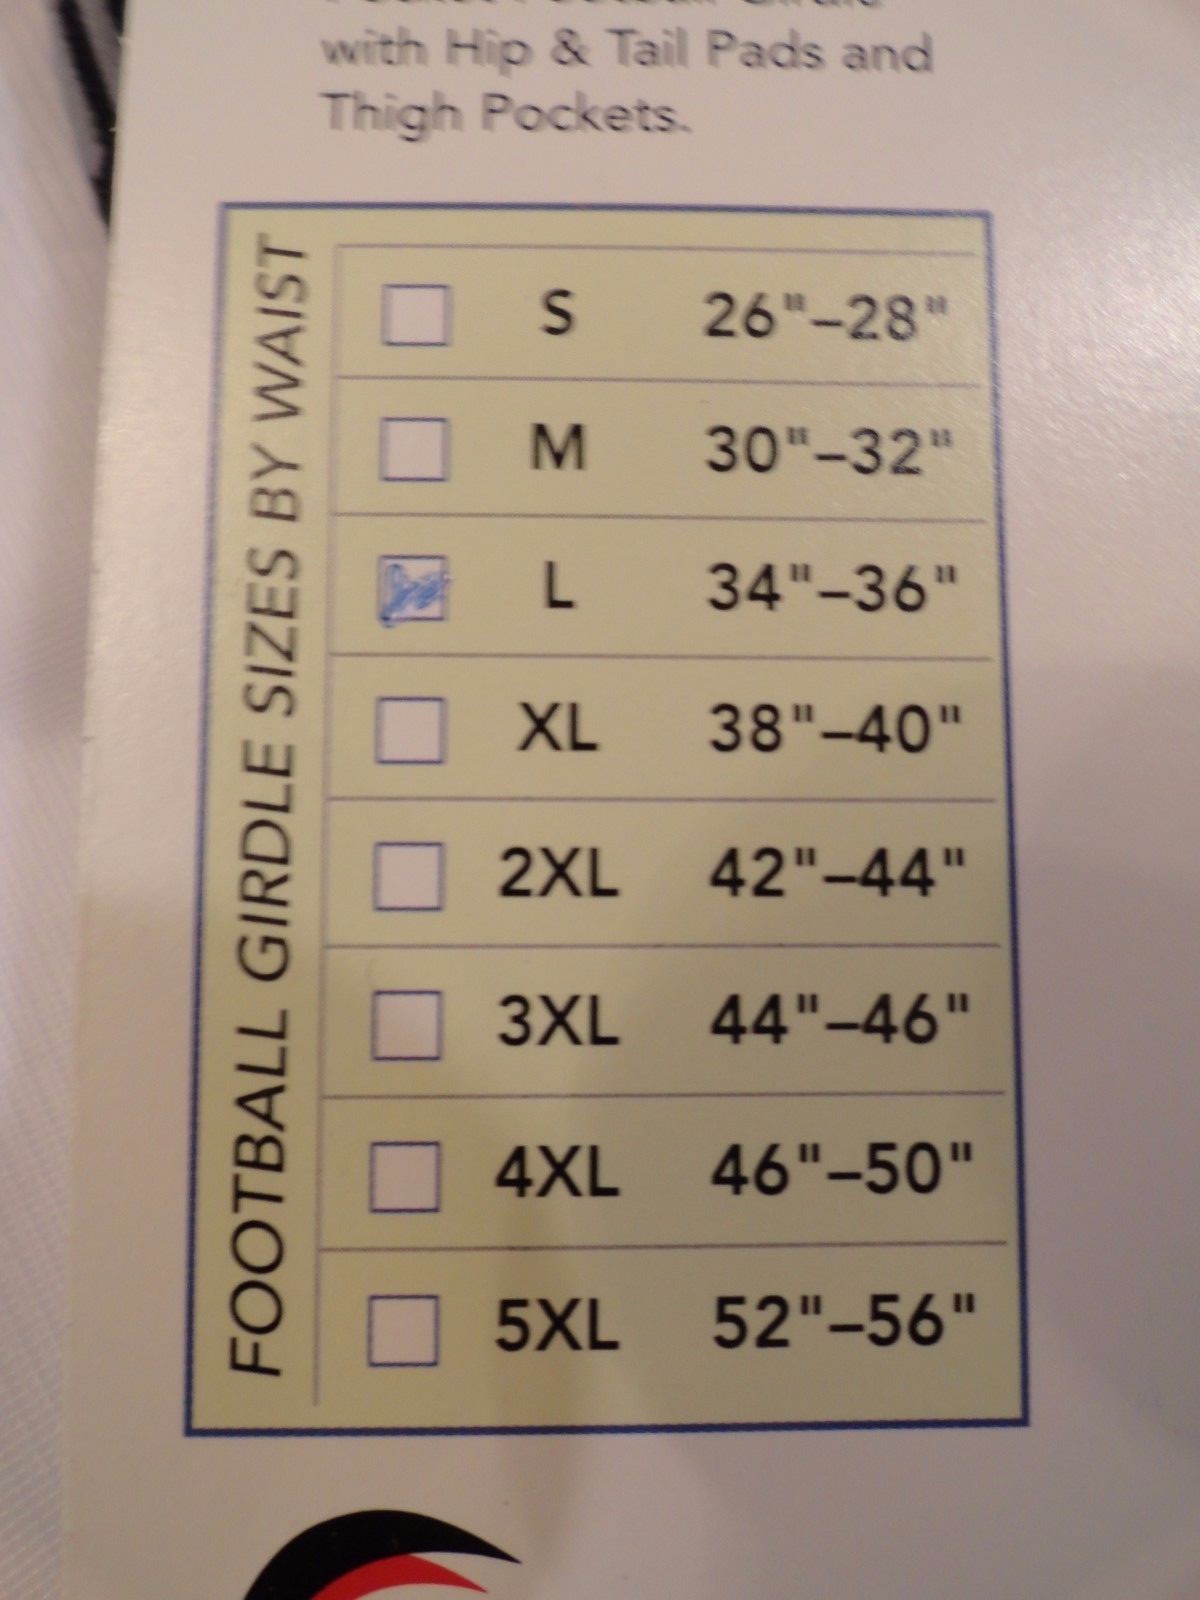 with Hip & Tail Pads and
Thigh Pockets.
FOOTBALL GIRDLE SIZES BY WAIST
S 26"–28"
M 30"–32"
L 34"–36"
XL 38"–40"
2XL 42"–44"
3XL 44"–46"
4XL 46"–50"
5XL 52"–56"